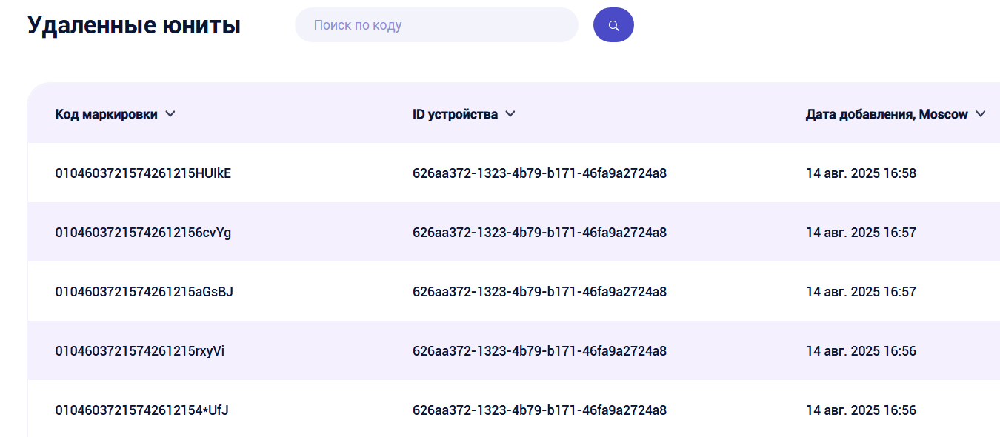 Удаленные юниты
Поиск по коду
Код маркировки ID устройства Дата добавления, Moscow
0104603721574261215HUIkE 626aa372-1323-4b79-b171-46fa9a2724a8 14 авг. 2025 16:58
01046037215742612156cvYg 626aa372-1323-4b79-b171-46fa9a2724a8 14 авг. 2025 16:57
0104603721574261215aGsBJ 626aa372-1323-4b79-b171-46fa9a2724a8 14 авг. 2025 16:57
0104603721574261215rxyVi 626aa372-1323-4b79-b171-46fa9a2724a8 14 авг. 2025 16:56
01046037215742612154*UfJ 626aa372-1323-4b79-b171-46fa9a2724a8 14 авг. 2025 16:56